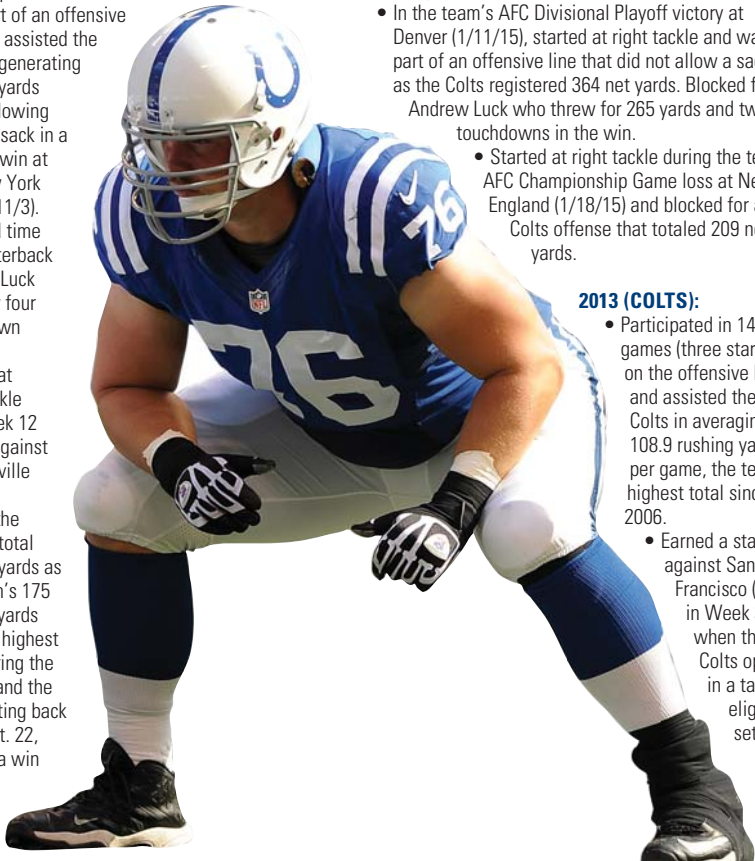 t of an offensive
assisted the
generating
yards
lowing
sack in a
win at
York
11/3).
time
terback
Luck
four
wn
at
kle
ek 12
gainst
ville
the
total
yards as
n's 175
yards
highest
ing the
and the
ting back
t. 22,
a win
• In the team's AFC Divisional Playoff victory at
Denver (1/11/15), started at right tackle and wa
part of an offensive line that did not allow a sac
as the Colts registered 364 net yards. Blocked f
Andrew Luck who threw for 265 yards and tw
touchdowns in the win.
• Started at right tackle during the te
AFC Championship Game loss at Ne
England (1/18/15) and blocked for a
Colts offense that totaled 209 n
yards.
2013 (COLTS):
• Participated in 14
games (three star
on the offensive l
and assisted the
Colts in averagin
108.9 rushing ya
per game, the te
highest total sinc
2006.
• Earned a sta
against San
Francisco (
in Week
when th
Colts op
in a ta
elig
set
76
NFL
76